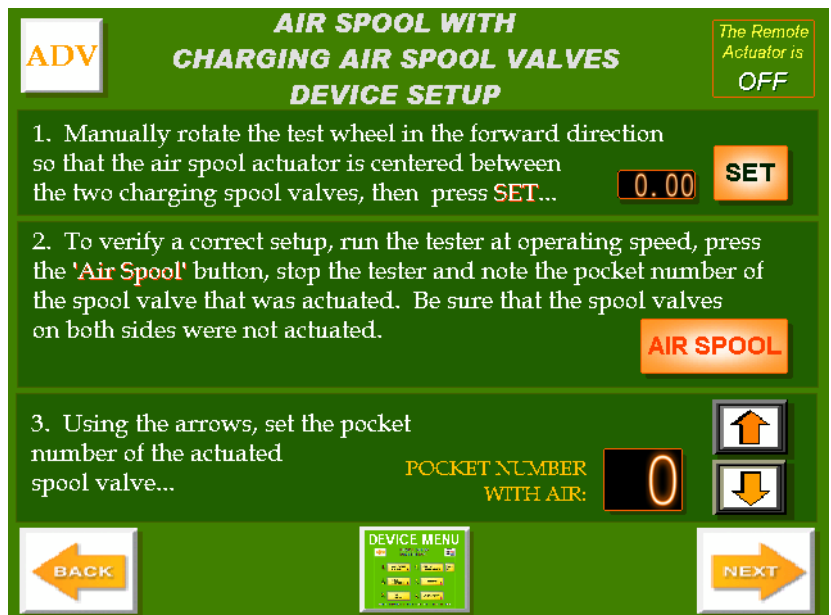 ADV
AIR SPOOL WITH
CHARGING AIR SPOOL VALVES
DEVICE SETUP
The Remote
Actuator is
OFF
1. Manually rotate the test wheel in the forward direction
so that the air spool actuator is centered between
the two charging spool valves, then press SET...
0.00
SET
2. To verify a correct setup, run the tester at operating speed, press
the 'Air Spool' button, stop the tester and note the pocket number of
the spool valve that was actuated. Be sure that the spool valves
on both sides were not actuated.
AIR SPOOL
3. Using the arrows, set the pocket
number of the actuated
spool valve...
POCKET NUMBER
WITH AIR:
0
BACK
DEVICE MENU
NEXT